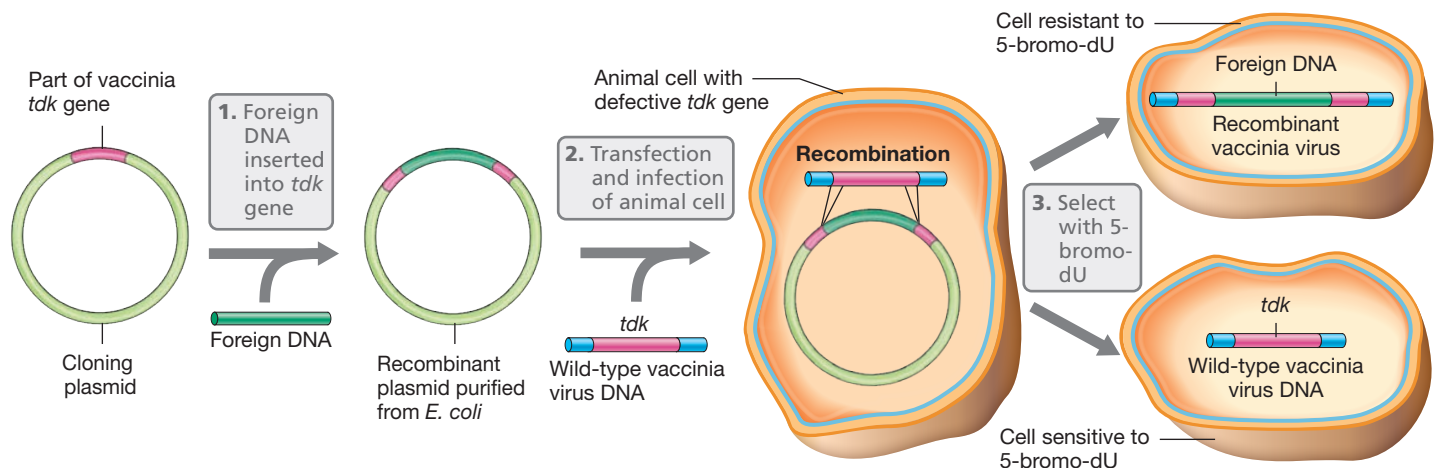 Part of vaccinia
tdk gene
1. Foreign
DNA
inserted
into tdk
gene
Foreign DNA
Cloning
plasmid
Recombinant
plasmid purified
from E. coli
2. Transfection
and infection
of animal cell
tdk
Wild-type vaccinia
virus DNA
Animal cell with
defective tdk gene
Recombination
3. Select
with 5-
bromo-
dU
Cell resistant to
5-bromo-dU
Foreign DNA
Recombinant
vaccinia virus
tdk
Wild-type vaccinia
virus DNA
Cell sensitive to
5-bromo-dU